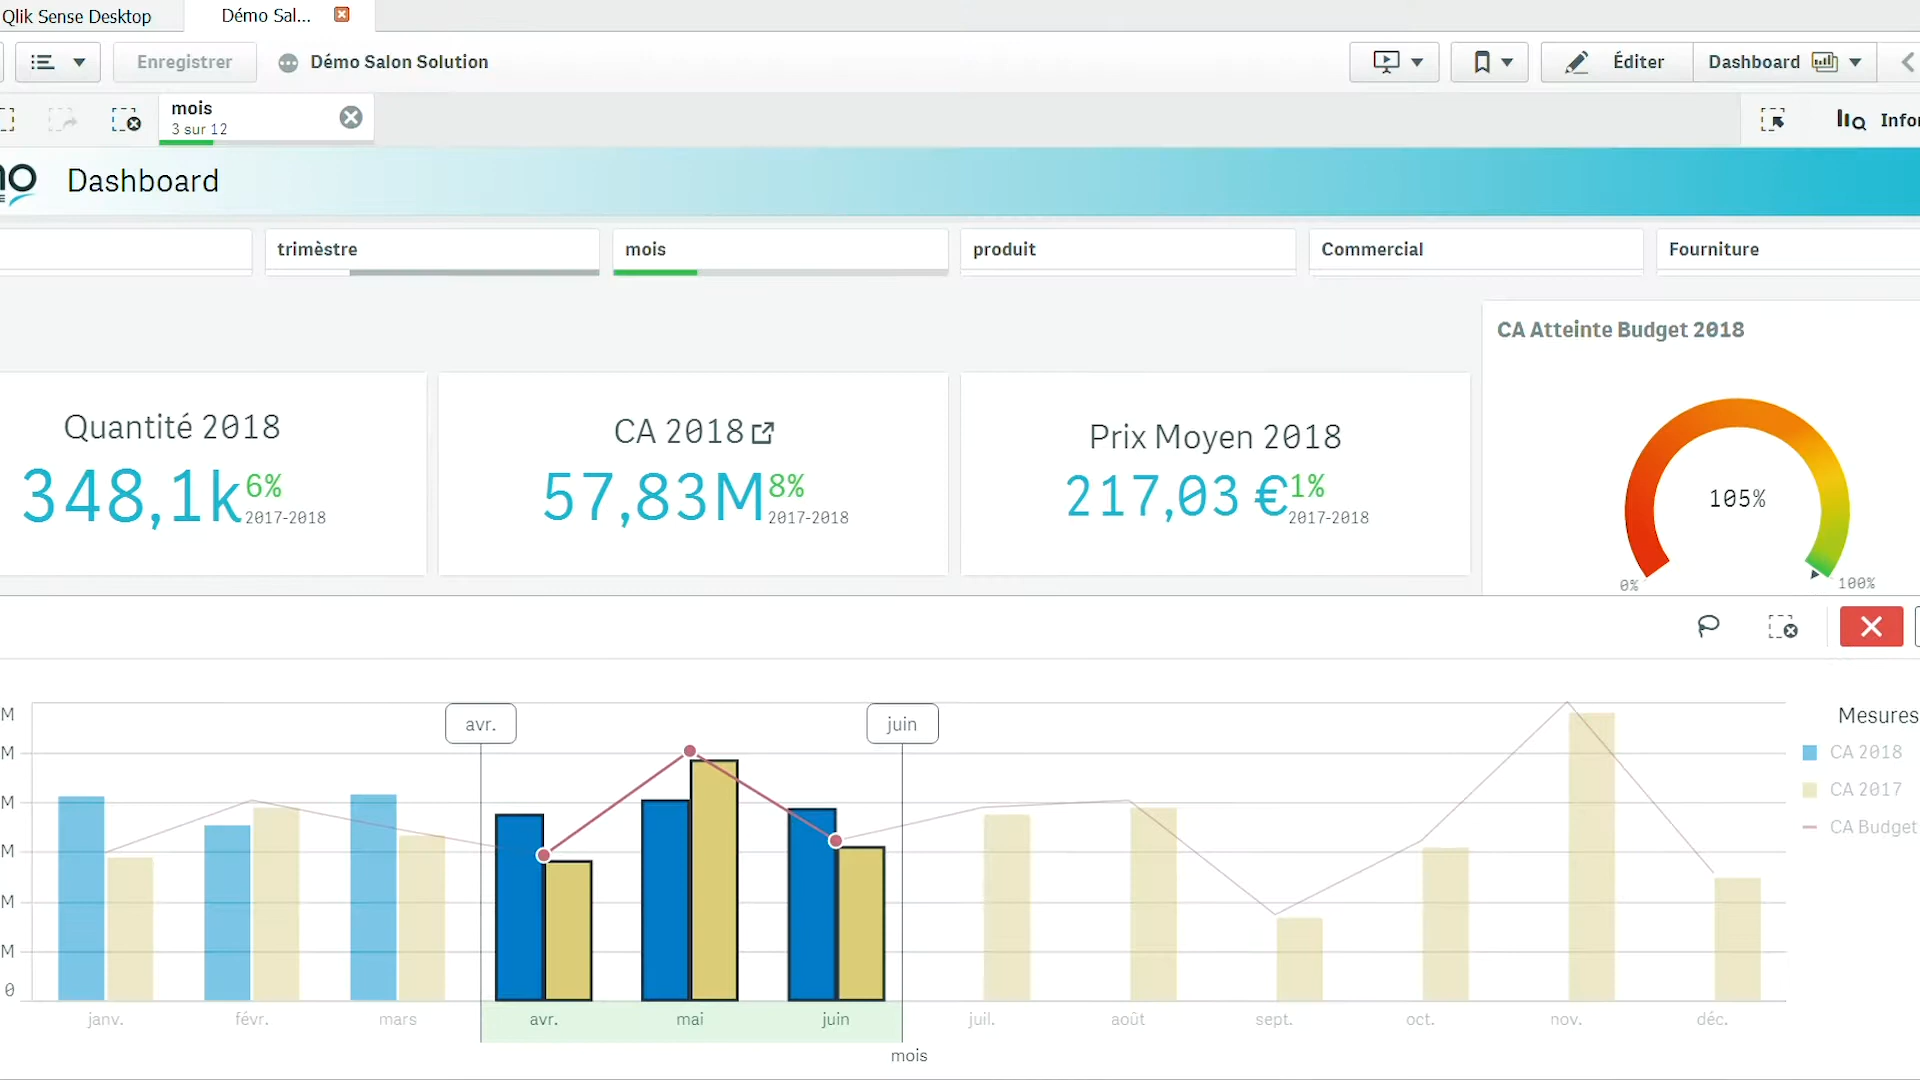 Qlik Sense Desktop
Démo Sal...
Enregistrer
Démo Salon Solution
Éditer
Dashboard
mois
3 sur 12
Dashboard
trimèstre
mois
produit
Commercial
Fourniture
CA Atteinte Budget 2018
Quantité 2018
348,1k 6%
2017-2018
CA 2018
57,83M 8%
2017-2018
Prix Moyen 2018
217,03 € 1%
2017-2018
105%
0%
100%
avr.
juin
Mesures
CA 2018
CA 2017
CA Budget
M
M
M
M
M
M
0
janv.
févr.
mars
avr.
mai
juin
juil.
août
sept.
oct.
nov.
déc.
mois